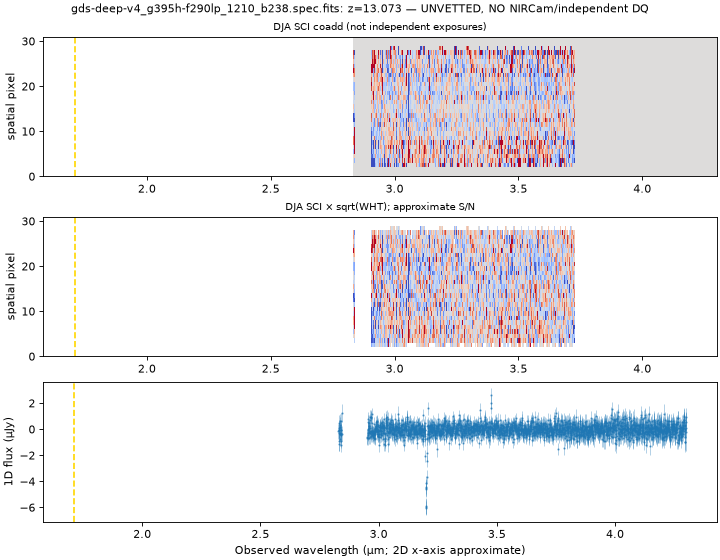 gds-deep-v4_g395h-f290lp_1210_b238.spec.fits: z=13.073 — UNVETTED, NO NIRCam/independent DQ
DJA SCI coadd (not independent exposures)
spatial pixel
30
20
10
0
2.0 2.5 3.0 3.5 4.0
DJA SCI × sqrt(WHT); approximate S/N
spatial pixel
30
20
10
0
2.0 2.5 3.0 3.5 4.0
1D flux (μJy)
2
0
−2
−4
−6
2.0 2.5 3.0 3.5 4.0
Observed wavelength (μm; 2D x-axis approximate)